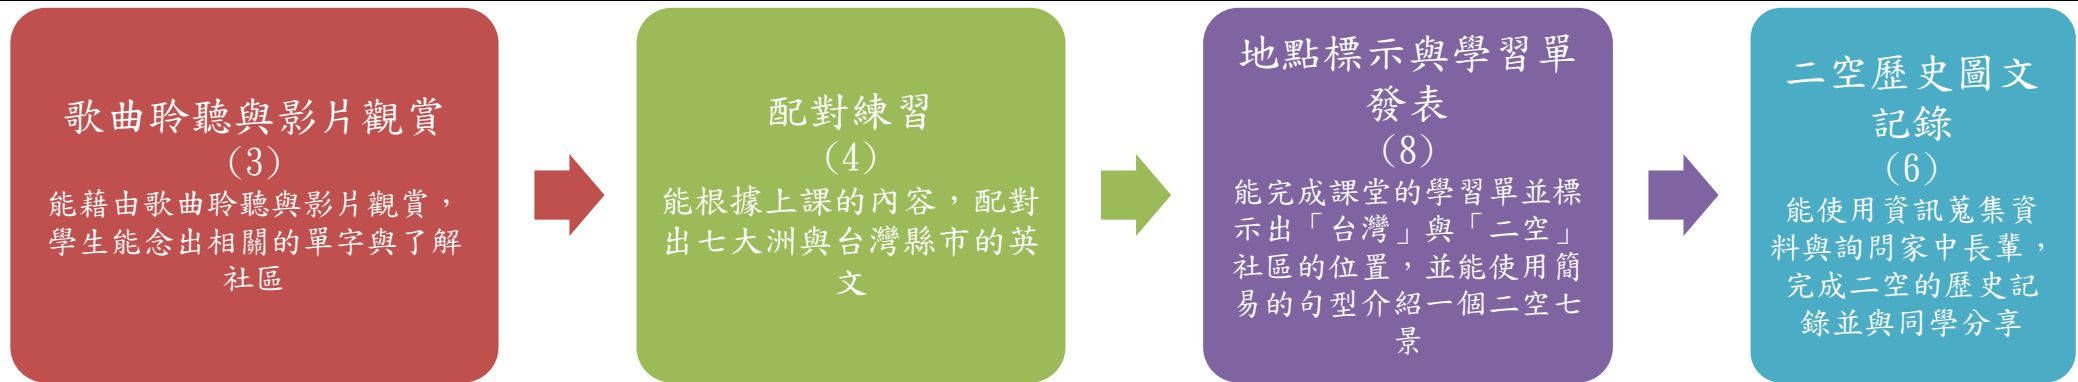 歌曲聆聽與影片觀賞
(3)
能藉由歌曲聆聽與影片觀賞，
學生能念出相關的單字與了解
社區
配對練習
(4)
能根據上課的內容，配對
出七大洲與台灣縣市的英
文
地點標示與學習單
發表
(8)
能完成課堂的學習單並標
示出「台灣」與「二空」
社區的位置，並能使用簡
易的句型介紹一個二空七
景
二空歷史圖文
記錄
(6)
能使用資訊蒐集資
料與詢問家中長輩，
完成二空的歷史記
錄並與同學分享